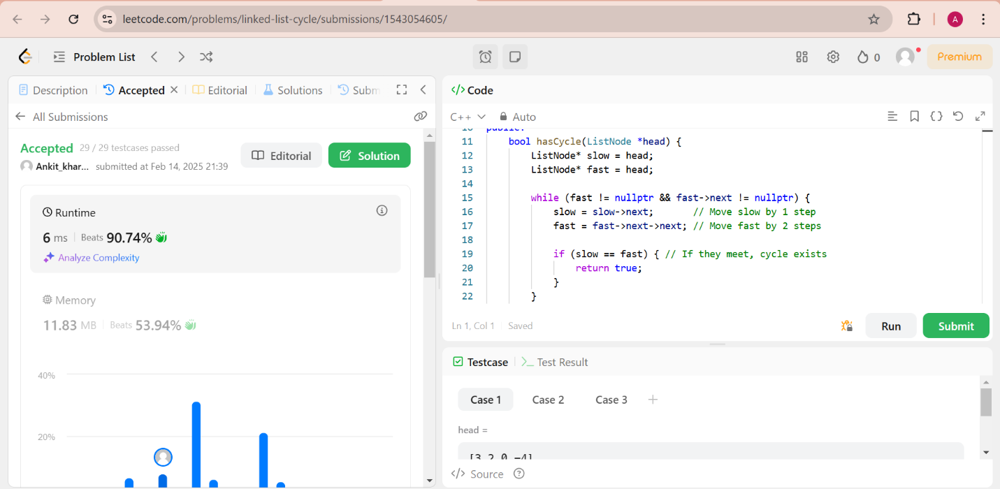 leetcode.com/problems/linked-list-cycle/submissions/1543054605/
A
Problem List
0
Premium
Description
Accepted
Editorial
Solutions
Subm
All Submissions
Accepted 29 / 29 testcases passed
Ankit_khar... submitted at Feb 14, 2025 21:39
Editorial
Solution
Runtime
6 ms Beats 90.74%
Analyze Complexity
Memory
11.83 MB Beats 53.94%
40%
20%
</> Code
C++ Auto
10 public:
11 bool hasCycle(ListNode *head) {
12 ListNode* slow = head;
13 ListNode* fast = head;
14
15 while (fast != nullptr && fast->next != nullptr) {
16 slow = slow->next; // Move slow by 1 step
17 fast = fast->next->next; // Move fast by 2 steps
18
19 if (slow == fast) { // If they meet, cycle exists
20 return true;
21 }
22 }
Ln 1, Col 1 Saved
Run
Submit
Testcase
Test Result
Case 1 Case 2 Case 3 +
head =
[3,2,0,-4]
</> Source ?